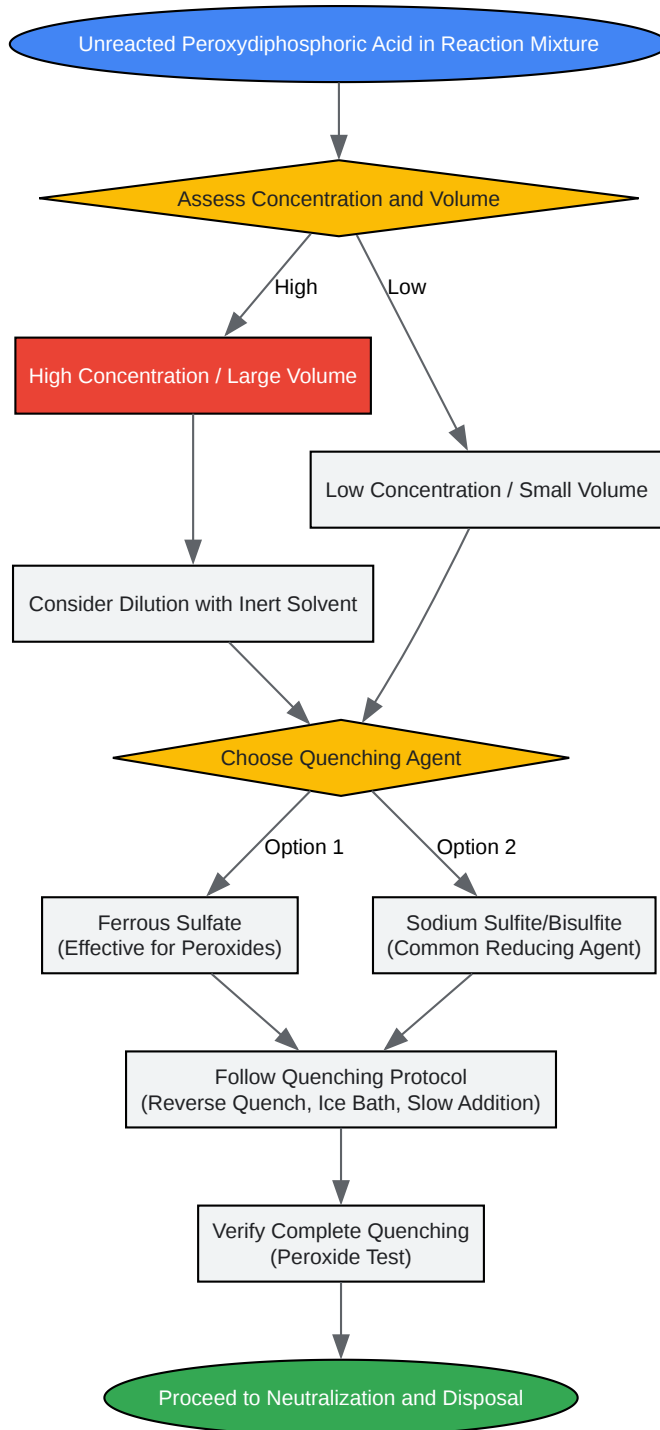 Unreacted Peroxydiphosphoric Acid in Reaction Mixture
Assess Concentration and Volume
High
Low
High Concentration / Large Volume
Low Concentration / Small Volume
Consider Dilution with Inert Solvent
Choose Quenching Agent
Option 1
Option 2
Ferrous Sulfate
(Effective for Peroxides)
Sodium Sulfite/Bisulfite
(Common Reducing Agent)
Follow Quenching Protocol
(Reverse Quench, Ice Bath, Slow Addition)
Verify Complete Quenching
(Peroxide Test)
Proceed to Neutralization and Disposal